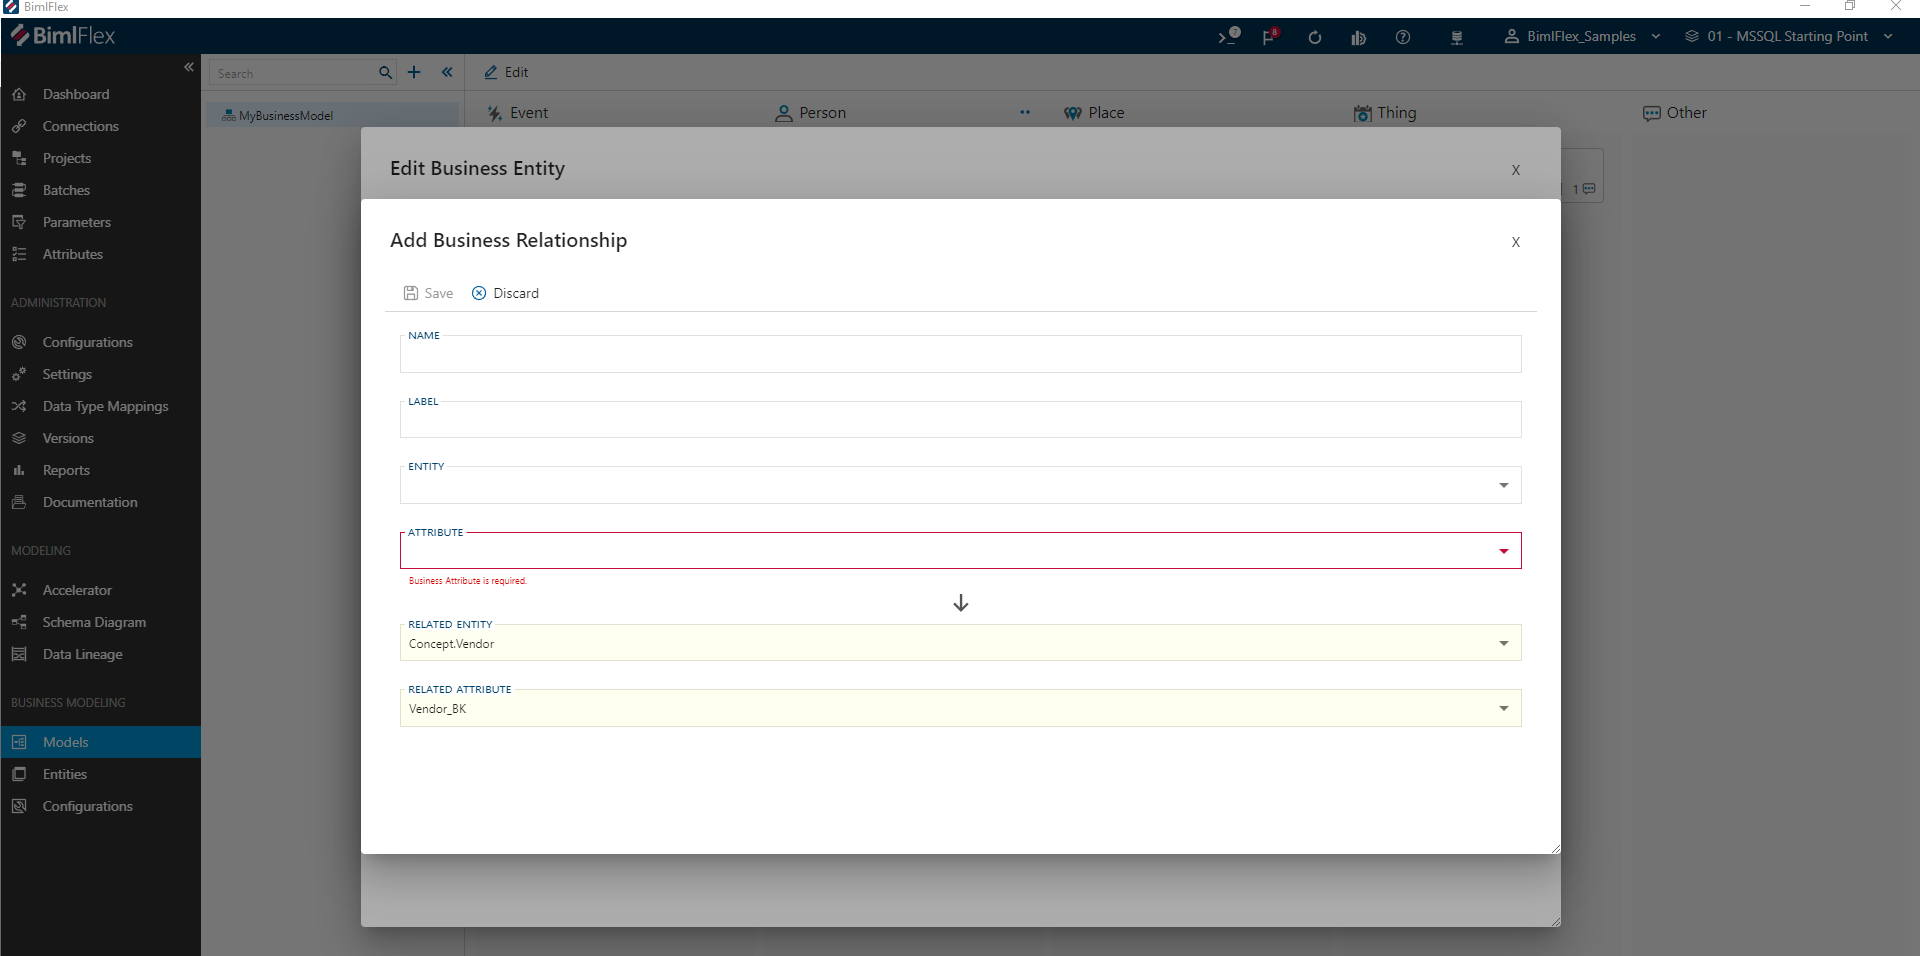 BimlFlex
BimlFlex
7
8
BimlFlex_Samples
01 - MSSQL Starting Point
Search
Edit
Dashboard
Connections
Projects
Batches
Parameters
Attributes
ADMINISTRATION
Configurations
Settings
Data Type Mappings
Versions
Reports
Documentation
MODELING
Accelerator
Schema Diagram
Data Lineage
BUSINESS MODELING
Models
Entities
Configurations
MyBusinessModel
Event
Person
Place
Thing
Other
1
Edit Business Entity
X
Add Business Relationship
X
Save
Discard
NAME
LABEL
ENTITY
ATTRIBUTE
Business Attribute is required.
RELATED ENTITY
Concept.Vendor
RELATED ATTRIBUTE
Vendor_BK